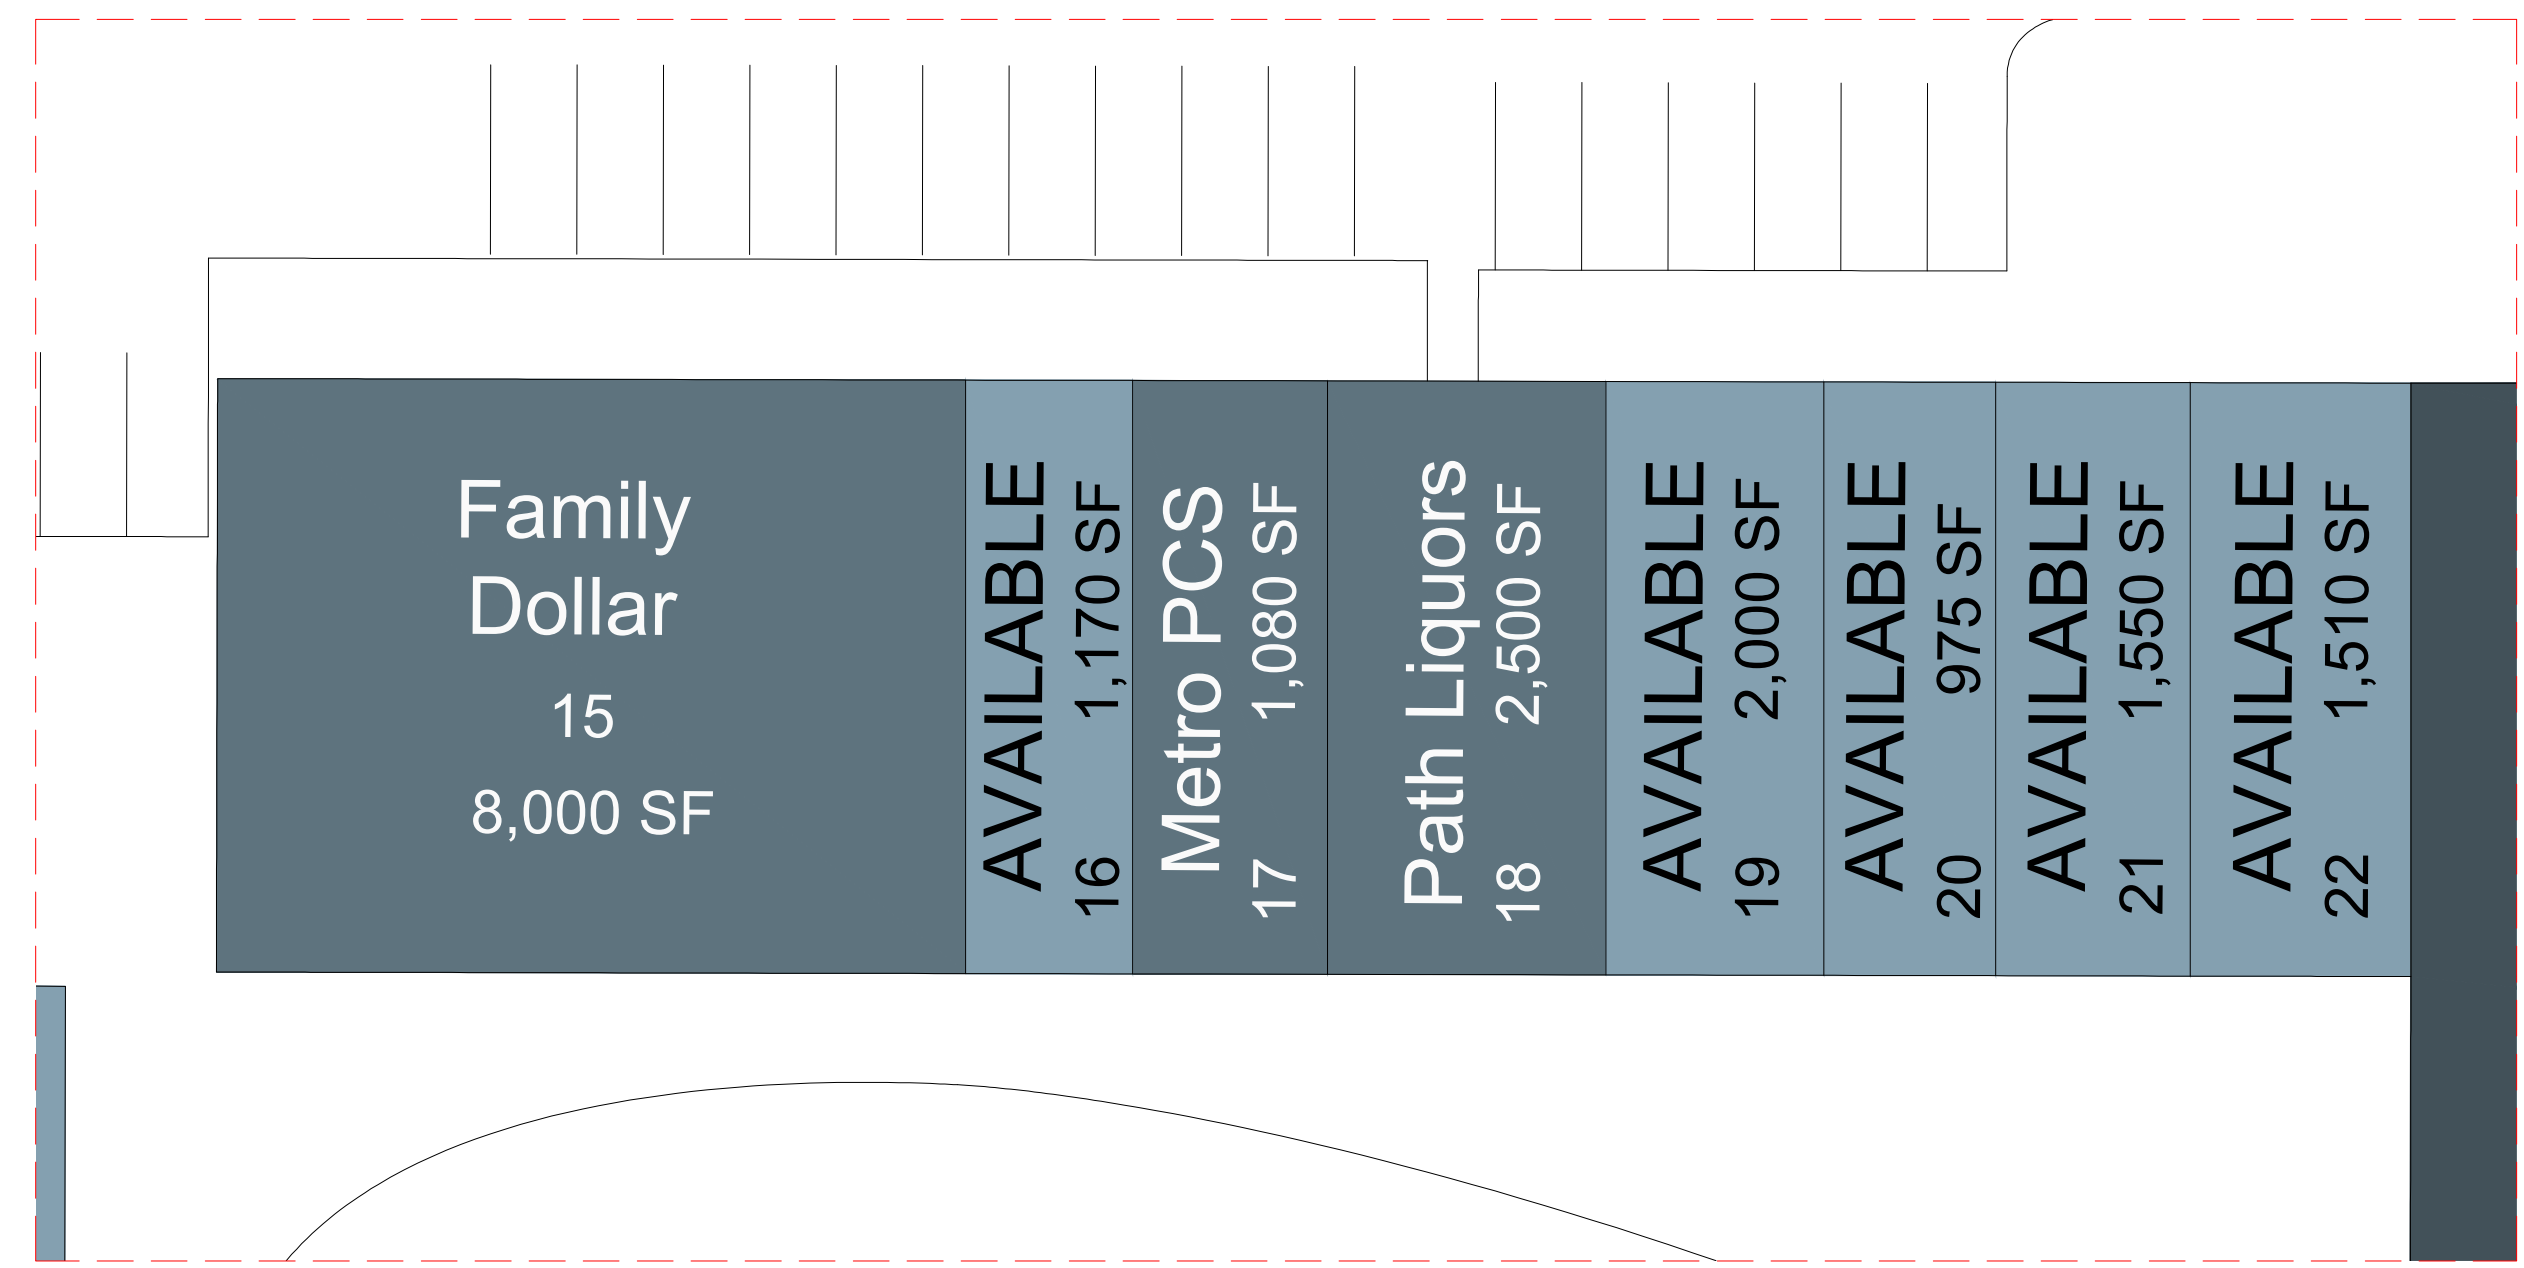 Family
Dollar
15
8,000 SF
AVAILABLE
16 1,170 SF
Metro PCS
17 1,080 SF
Path Liquors
18 2,500 SF
AVAILABLE
19 2,000 SF
AVAILABLE
20 975 SF
AVAILABLE
21 1,550 SF
AVAILABLE
22 1,510 SF